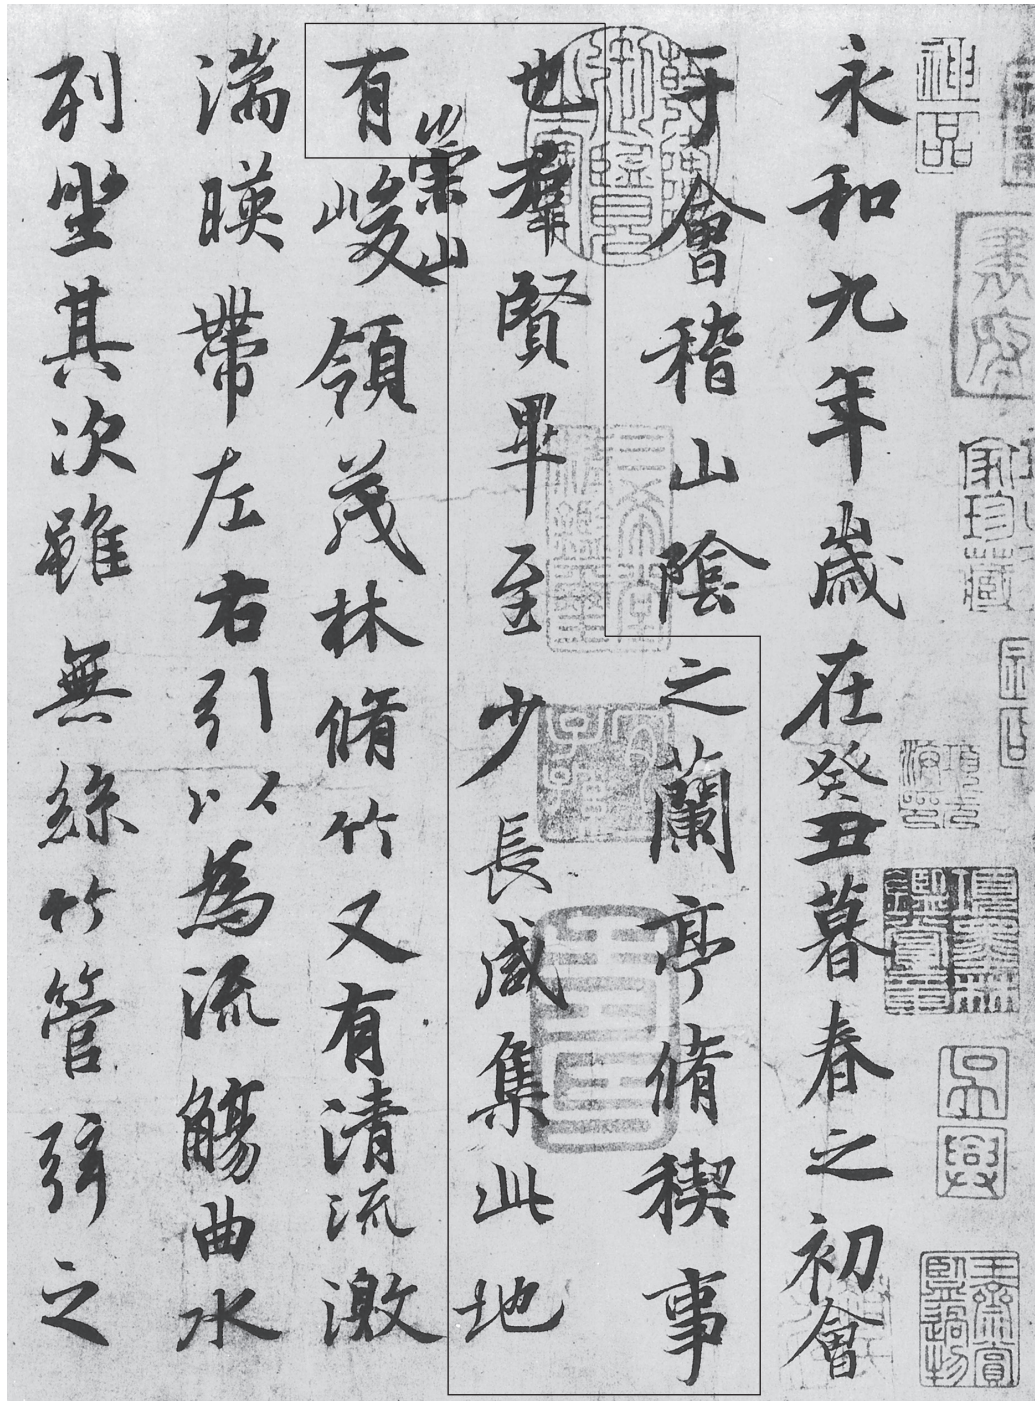 永和九年歲在癸丑暮春之初會
于會稽山陰之蘭亭脩稧事
也羣賢畢至少長咸集此地
有崇山峻領茂林脩竹又有清流激
湍暎帶左右引以為流觴曲水
列坐其次雖無絲竹管弦之
神品